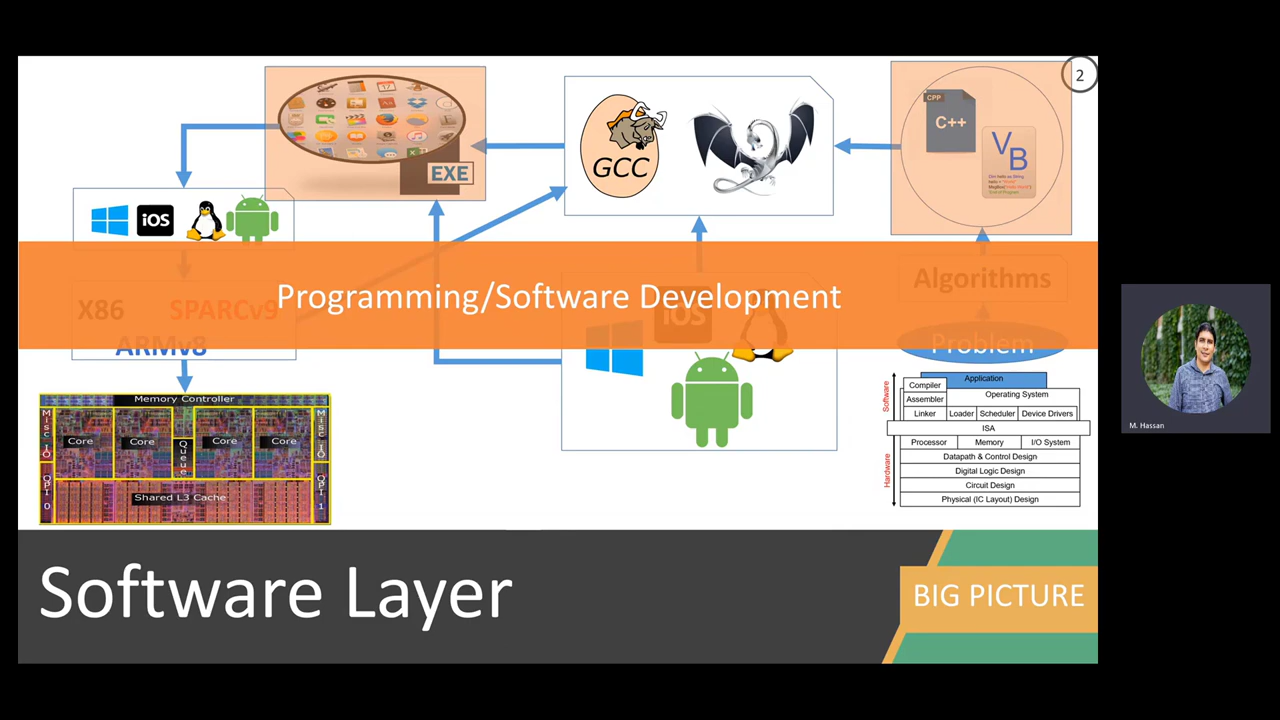 2
CPP
C++
VB
GCC
EXE
iOS
Programming/Software Development
Algorithms
X86
SPARCv9
iOS
ARMv8
Problem
Application
Compiler
Operating System
Assembler
Linker
Loader
Scheduler
Device Drivers
ISA
Processor
Memory
I/O System
Datapath & Control Design
Digital Logic Design
Circuit Design
Physical (IC Layout) Design
Software
Hardware
Memory Controller
Misc IO
Core
Core
Queue
Core
Core
Misc IO
QPI 0
Shared L3 Cache
QPI 1
M. Hassan
Software Layer
BIG PICTURE